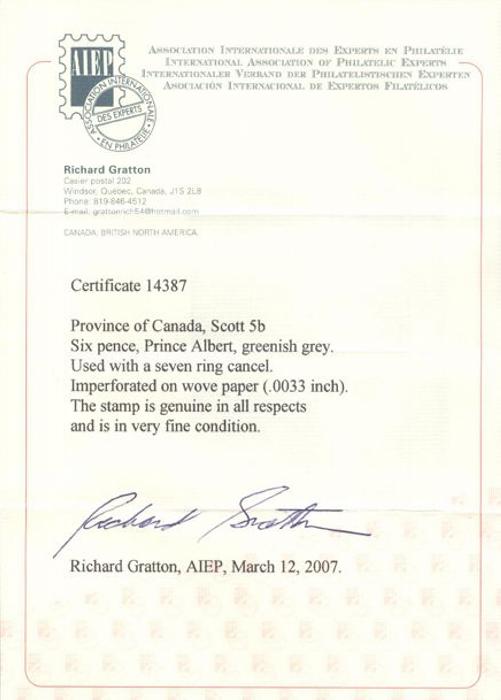 AIEP
ASSOCIATION INTERNATIONALE
DES EXPERTS
EN PHILATÉLIE
ASSOCIATION INTERNATIONALE DES EXPERTS EN PHILATÉLIE
INTERNATIONAL ASSOCIATION OF PHILATELIC EXPERTS
INTERNATIONALER VERBAND DER PHILATELISTISCHEN EXPERTEN
ASOCIACIÓN INTERNACIONAL DE EXPERTOS FILATÉLICOS
Richard Gratton
Casier postal 202
Windsor, Québec, Canada, J1S 2L8
Phone: 819-846-4512
E-mail: grattonrich54@hotmail.com
CANADA: BRITISH NORTH AMERICA
Certificate 14387
Province of Canada, Scott 5b
Six pence, Prince Albert, greenish grey.
Used with a seven ring cancel.
Imperforated on wove paper (.0033 inch).
The stamp is genuine in all respects
and is in very fine condition.
Richard Gratton
Richard Gratton, AIEP, March 12, 2007.